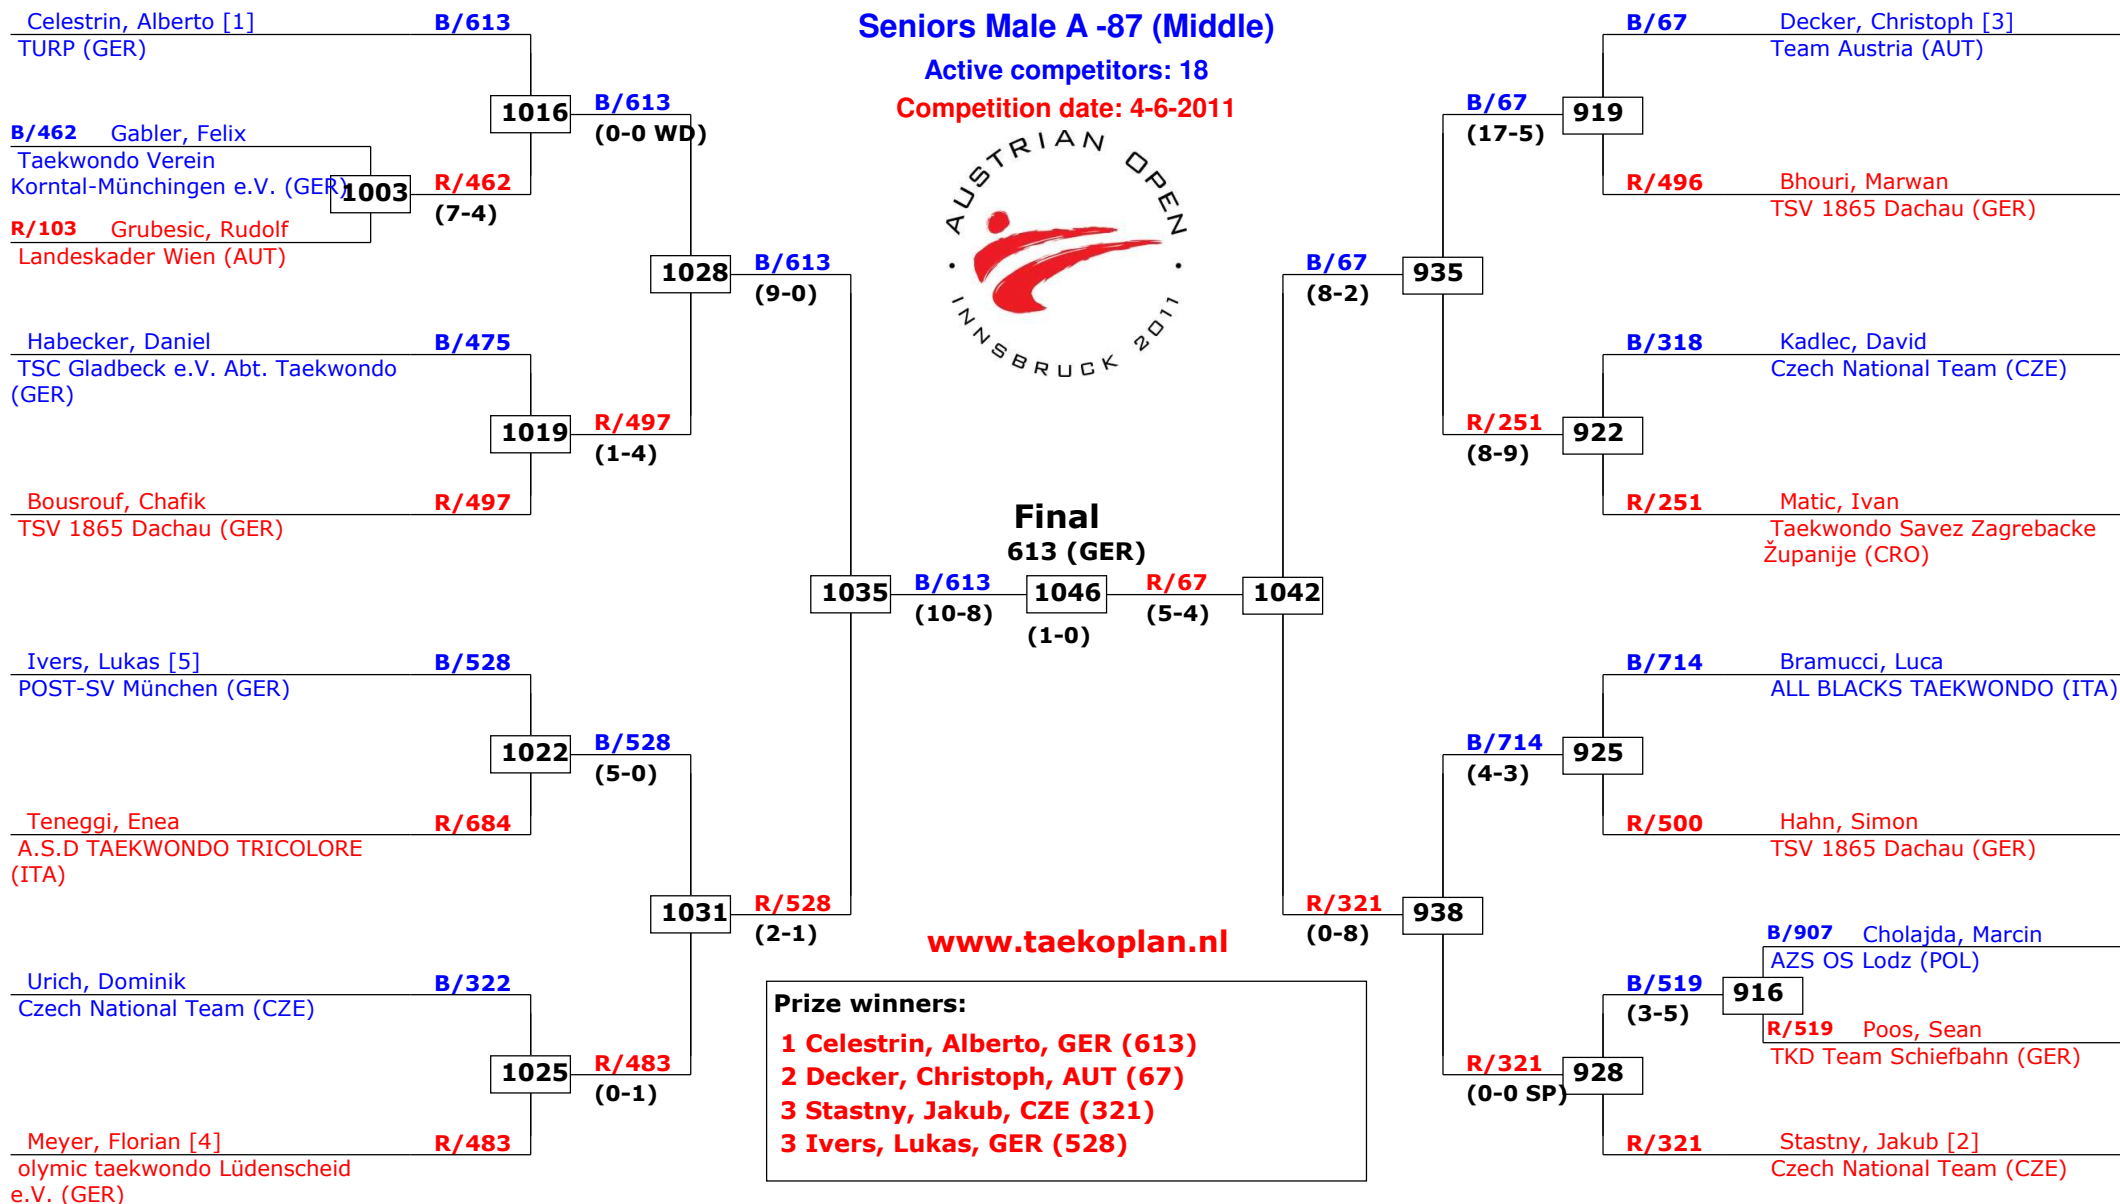 Seniors Male A -87 (Middle)
Active competitors: 18
Competition date: 4-6-2011
AUSTRIAN OPEN
· INNSBRUCK 2011 ·
Celestrin, Alberto [1]
B/613
TURP (GER)
1016
B/613
(0-0 WD)
B/462 Gabler, Felix
Taekwondo Verein
Korntal-Münchingen e.V. (GER)
1003
R/462
(7-4)
R/103 Grubesic, Rudolf
Landeskader Wien (AUT)
1028
B/613
(9-0)
Habecker, Daniel
B/475
TSC Gladbeck e.V. Abt. Taekwondo
(GER)
1019
R/497
(1-4)
Bousrouf, Chafik
R/497
TSV 1865 Dachau (GER)
1035
B/613
(10-8)
Ivers, Lukas [5]
B/528
POST-SV München (GER)
1022
B/528
(5-0)
Teneggi, Enea
R/684
A.S.D TAEKWONDO TRICOLORE
(ITA)
1031
R/528
(2-1)
Urich, Dominik
B/322
Czech National Team (CZE)
1025
R/483
(0-1)
Meyer, Florian [4]
R/483
olymic taekwondo Lüdenscheid
e.V. (GER)
Final
613 (GER)
1046
(1-0)
R/67
(5-4)
1042
B/67
Decker, Christoph [3]
Team Austria (AUT)
B/67
(17-5)
919
R/496
Bhouri, Marwan
TSV 1865 Dachau (GER)
B/67
(8-2)
935
B/318
Kadlec, David
Czech National Team (CZE)
R/251
(8-9)
922
R/251
Matic, Ivan
Taekwondo Savez Zagrebacke
Županije (CRO)
B/714
Bramucci, Luca
ALL BLACKS TAEKWONDO (ITA)
B/714
(4-3)
925
R/500
Hahn, Simon
TSV 1865 Dachau (GER)
R/321
(0-8)
938
B/907 Cholajda, Marcin
AZS OS Lodz (POL)
B/519
(3-5)
916
R/519 Poos, Sean
TKD Team Schiefbahn (GER)
R/321
(0-0 SP)
928
R/321
Stastny, Jakub [2]
Czech National Team (CZE)
www.taekoplan.nl
Prize winners:
1 Celestrin, Alberto, GER (613)
2 Decker, Christoph, AUT (67)
3 Stastny, Jakub, CZE (321)
3 Ivers, Lukas, GER (528)